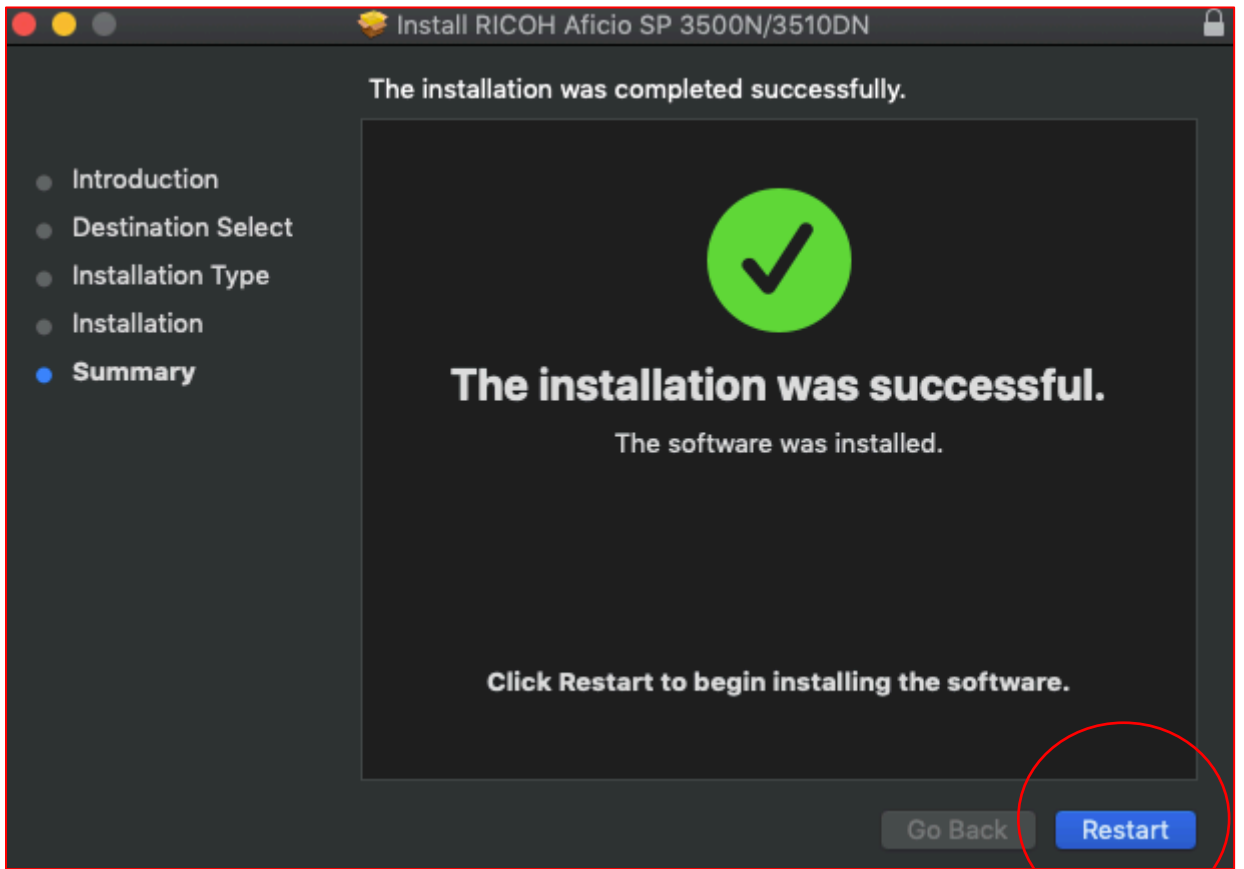 Install RICOH Aficio SP 3500N/3510DN
The installation was completed successfully.
Introduction
Destination Select
Installation Type
Installation
Summary
The installation was successful.
The software was installed.
Click Restart to begin installing the software.
Go Back
Restart